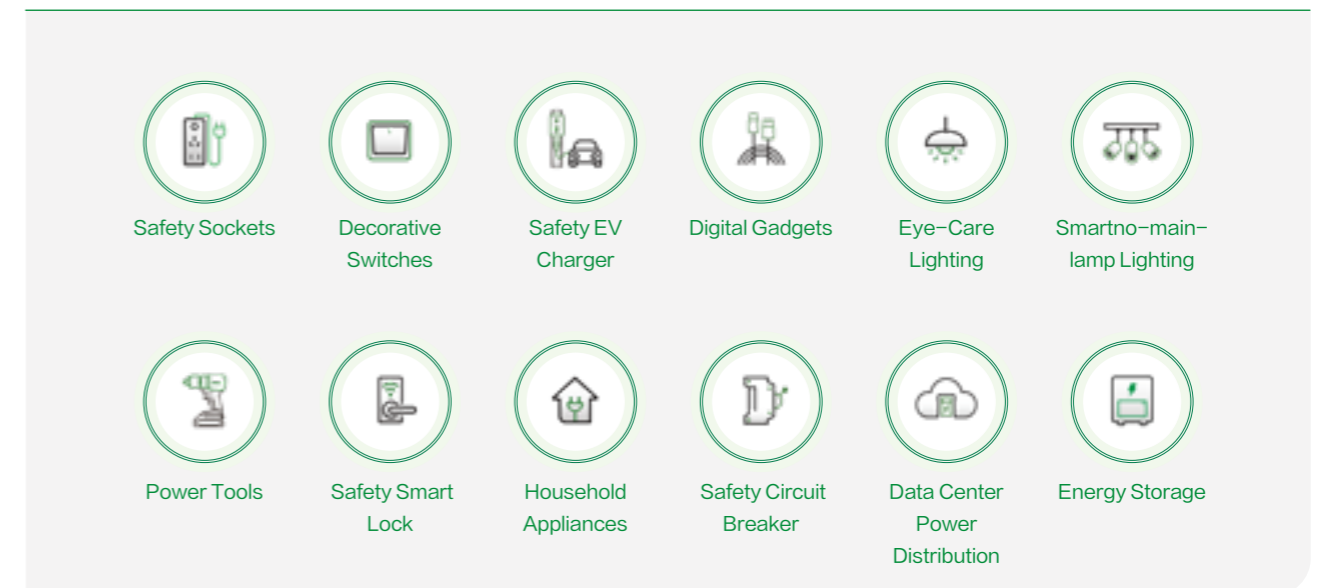 Safety Sockets
Decorative
Switches
Safety EV
Charger
Digital Gadgets
Eye-Care
Lighting
Smartno-main-
lamp Lighting
Power Tools
Safety Smart
Lock
Household
Appliances
Safety Circuit
Breaker
Data Center
Power
Distribution
Energy Storage